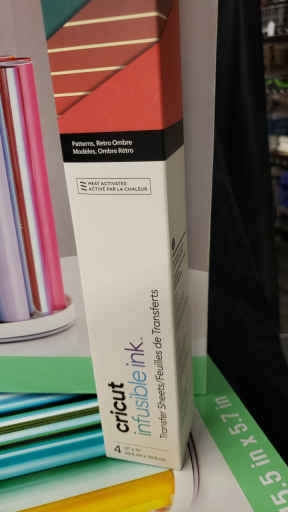 Patterns, Retro Ombre
Modèles, Ombre Rétro
HEAT ACTIVATED
ACTIVÉ PAR LA CHALEUR
cricut
infusible ink.
Transfer Sheets/Feuilles de Transferts
4
15.5 in x 5.7 in